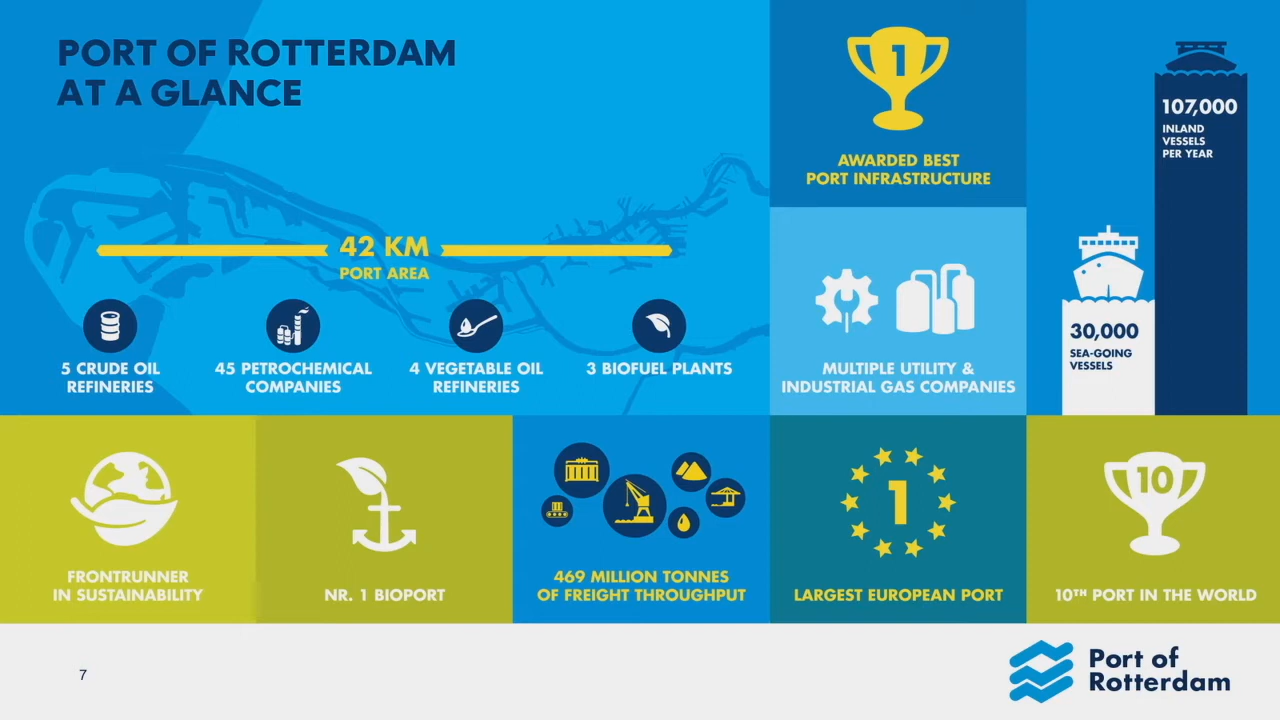 PORT OF ROTTERDAM
AT A GLANCE
42 KM
PORT AREA
5 CRUDE OIL
REFINERIES
45 PETROCHEMICAL
COMPANIES
4 VEGETABLE OIL
REFINERIES
3 BIOFUEL PLANTS
1
AWARDED BEST
PORT INFRASTRUCTURE
MULTIPLE UTILITY &
INDUSTRIAL GAS COMPANIES
107,000
INLAND
VESSELS
PER YEAR
30,000
SEA-GOING
VESSELS
FRONTRUNNER
IN SUSTAINABILITY
NR. 1 BIOPORT
469 MILLION TONNES
OF FREIGHT THROUGHPUT
1
LARGEST EUROPEAN PORT
10
10TH PORT IN THE WORLD
7
Port of
Rotterdam